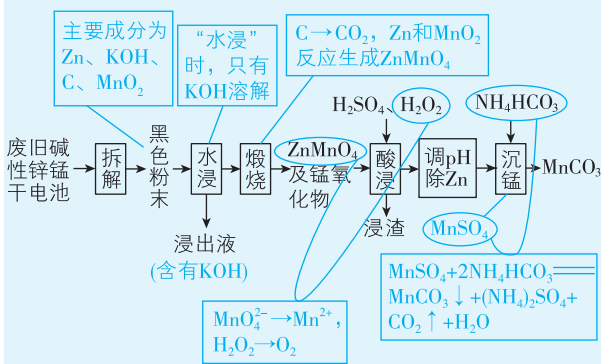 主要成分为
Zn、KOH、
C、MnO₂
“水浸”
时，只有
KOH溶解
C→CO₂，Zn和MnO₂
反应生成ZnMnO₄
H₂SO₄、H₂O₂
NH₄HCO₃
废旧碱
性锌锰
干电池
拆解
黑色粉末
水浸
煅烧
ZnMnO₄
及锰氧
化物
酸浸
调pH
除Zn
沉锰
MnCO₃
浸出液
(含有KOH)
浸渣
MnSO₄
MnO₄²⁻→Mn²⁺，
H₂O₂→O₂
MnSO₄+2NH₄HCO₃══
MnCO₃↓+(NH₄)₂SO₄+
CO₂↑+H₂O